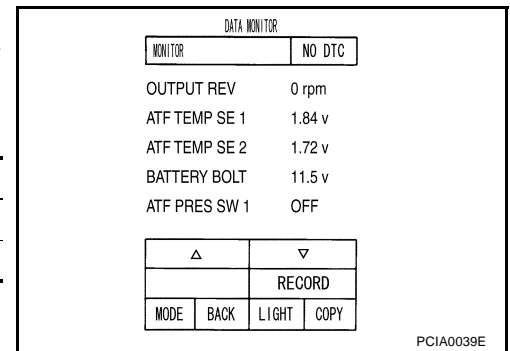 DATA MONITOR
MONITOR NO DTC
OUTPUT REV 0 rpm
ATF TEMP SE 1 1.84 v
ATF TEMP SE 2 1.72 v
BATTERY BOLT 11.5 v
ATF PRES SW 1 OFF
△ ▽
RECORD
MODE BACK LIGHT COPY
PCIA0039E